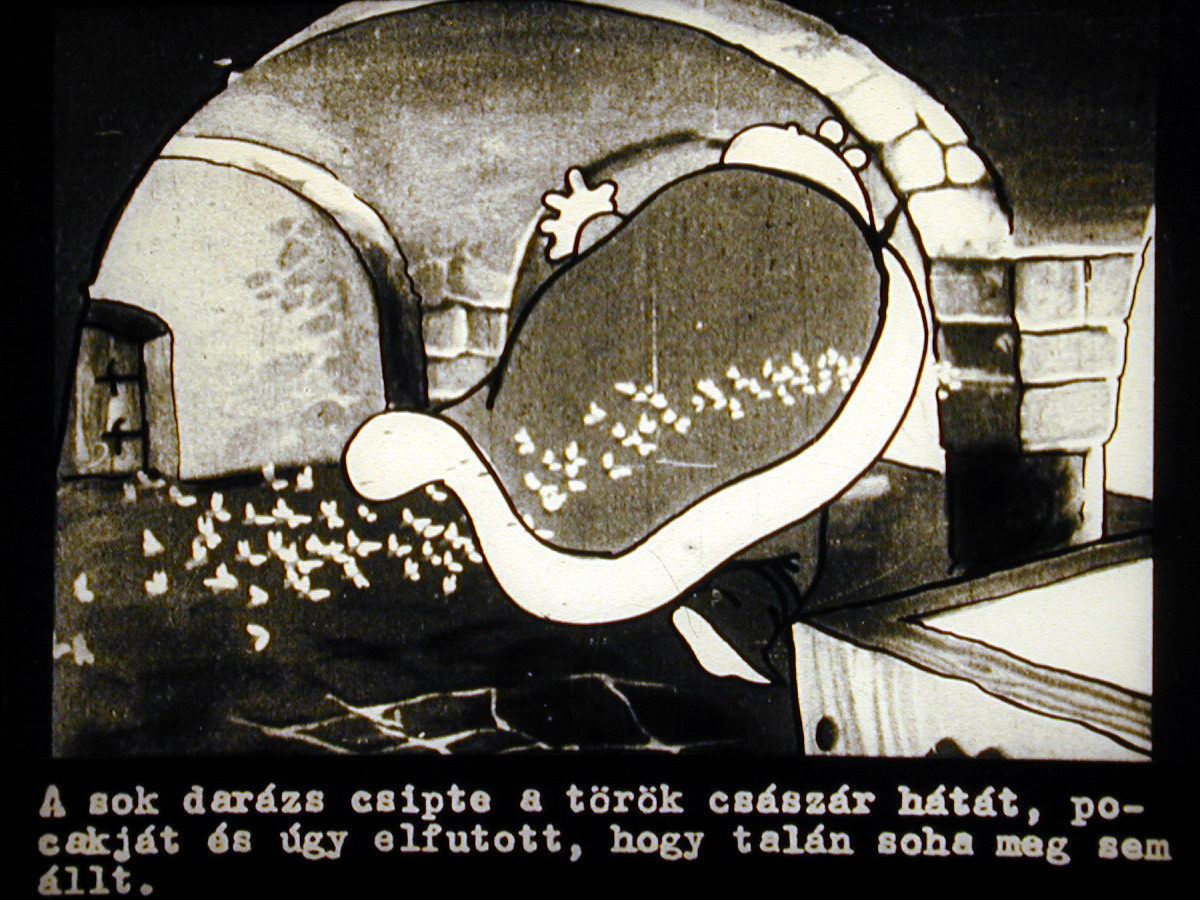 A sok darázs csipte a török császár hátát, po-
cakját és úgy elfutott, hogy talán soha meg sem
állt.